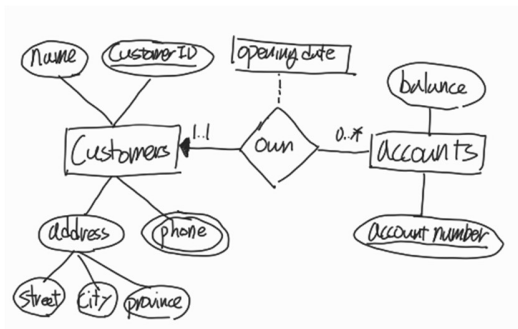 name
CustomerID
opening date
balance
Customers
1..1
own
0..*
accounts
address
phone
account number
street
city
province